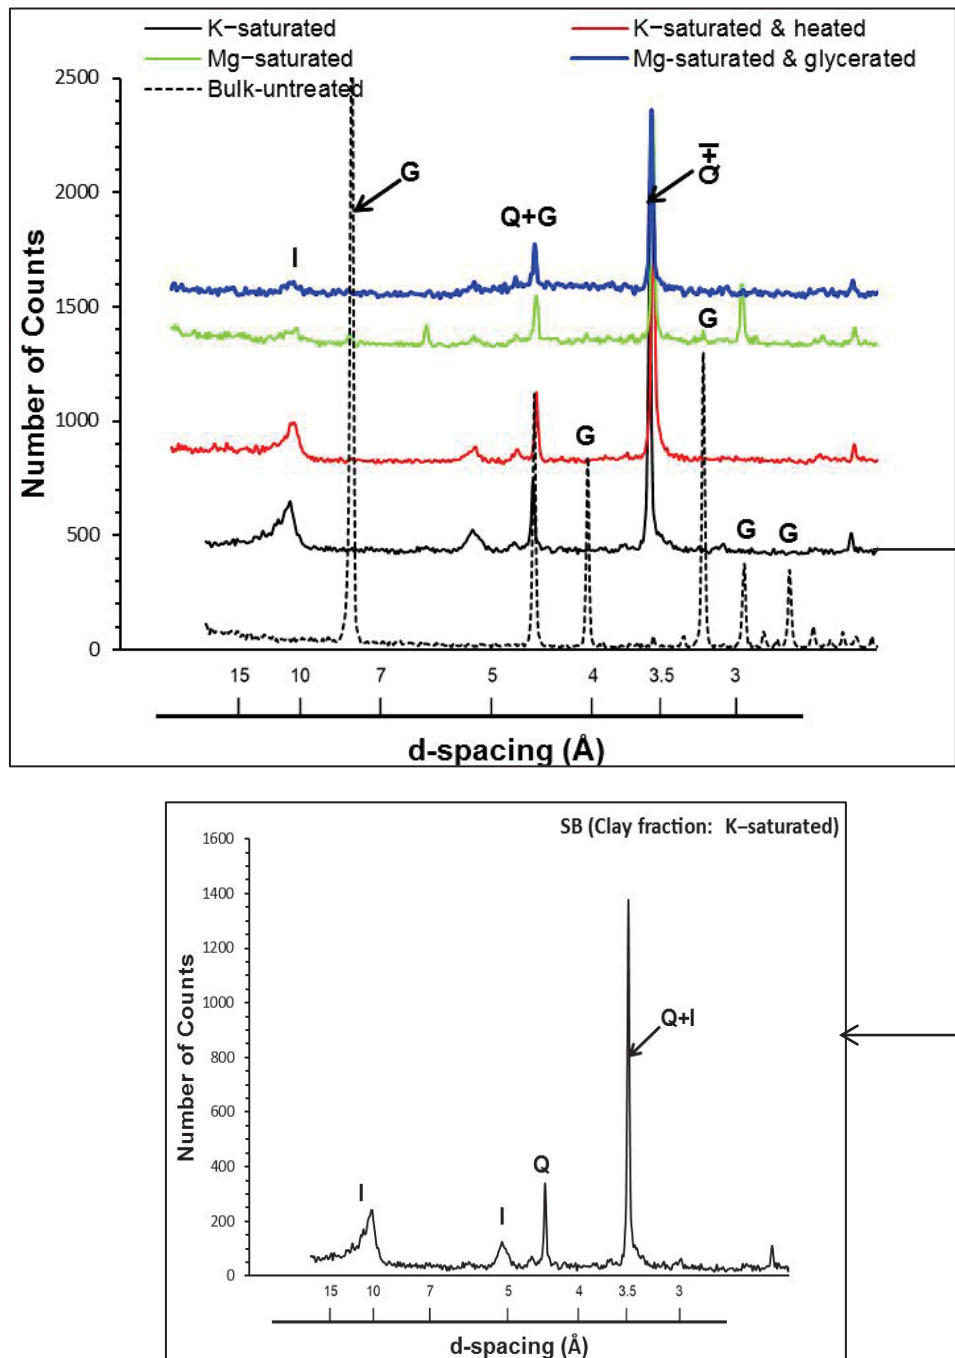 K−saturated
K−saturated & heated
Mg−saturated
Mg-saturated & glycerated
Bulk-untreated
2500
2000
1500
1000
500
0
Number of Counts
G
Q+G
Q+I
I
G
G
G
G
15 10 7 5 4 3.5 3
d-spacing (Å)
SB (Clay fraction: K−saturated)
1600
1400
1200
1000
800
600
400
200
0
Number of Counts
Q+I
Q
I
I
15 10 7 5 4 3.5 3
d-spacing (Å)